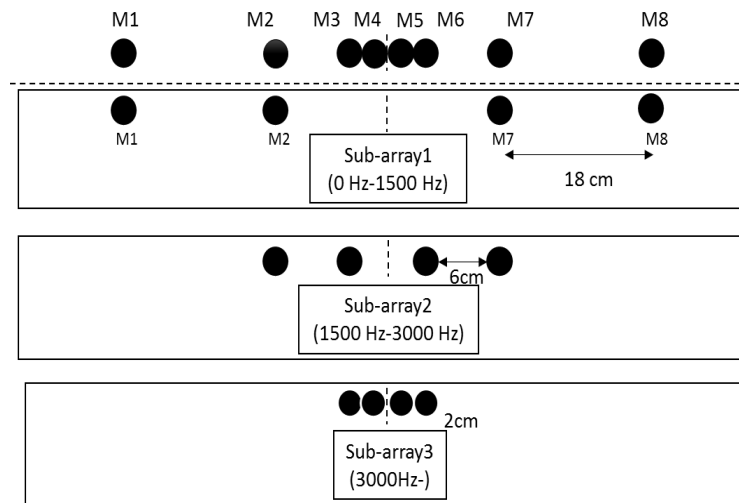 M1 M2 M3 M4 M5 M6 M7 M8
M1 M2 M7 M8
Sub-array1
(0 Hz-1500 Hz)
18 cm
6cm
Sub-array2
(1500 Hz-3000 Hz)
2cm
Sub-array3
(3000Hz-)